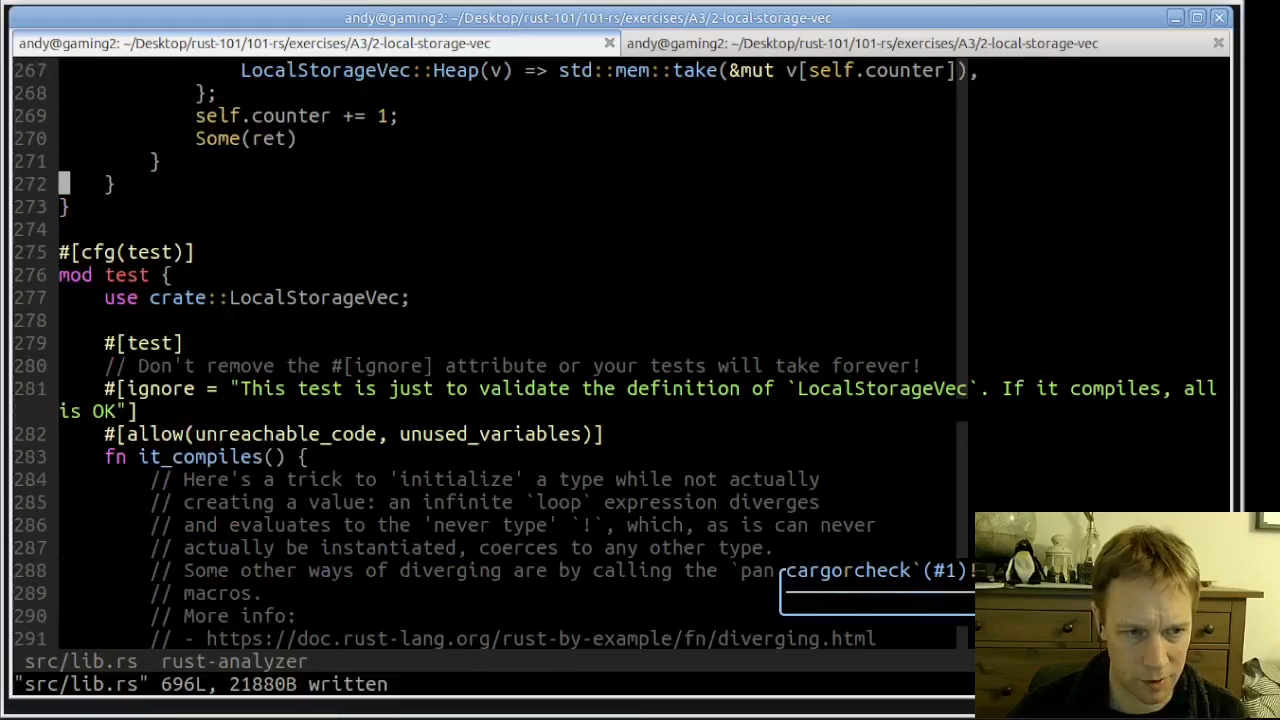 andy@gaming2: ~/Desktop/rust-101/101-rs/exercises/A3/2-local-storage-vec
andy@gaming2: ~/Desktop/rust-101/101-rs/exercises/A3/2-local-storage-vec
andy@gaming2: ~/Desktop/rust-101/101-rs/exercises/A3/2-local-storage-vec
267 LocalStorageVec::Heap(v) => std::mem::take(&mut v[self.counter]),
268 };
269 self.counter += 1;
270 Some(ret)
271 }
272 }
273 }
274
275 #[cfg(test)]
276 mod test {
277 use crate::LocalStorageVec;
278
279 #[test]
280 // Don't remove the #[ignore] attribute or your tests will take forever!
281 #[ignore = "This test is just to validate the definition of `LocalStorageVec`. If it compiles, all
is OK"]
282 #[allow(unreachable_code, unused_variables)]
283 fn it_compiles() {
284 // Here's a trick to 'initialize' a type while not actually
285 // creating a value: an infinite `loop` expression diverges
286 // and evaluates to the 'never type' `!`, which, as is can never
287 // actually be instantiated, coerces to any other type.
288 // Some other ways of diverging are by calling the `pan cargorcheck`(#1)!
289 // macros.
290 // More info:
291 // - https://doc.rust-lang.org/rust-by-example/fn/diverging.html
src/lib.rs rust-analyzer
"src/lib.rs" 696L, 21880B written